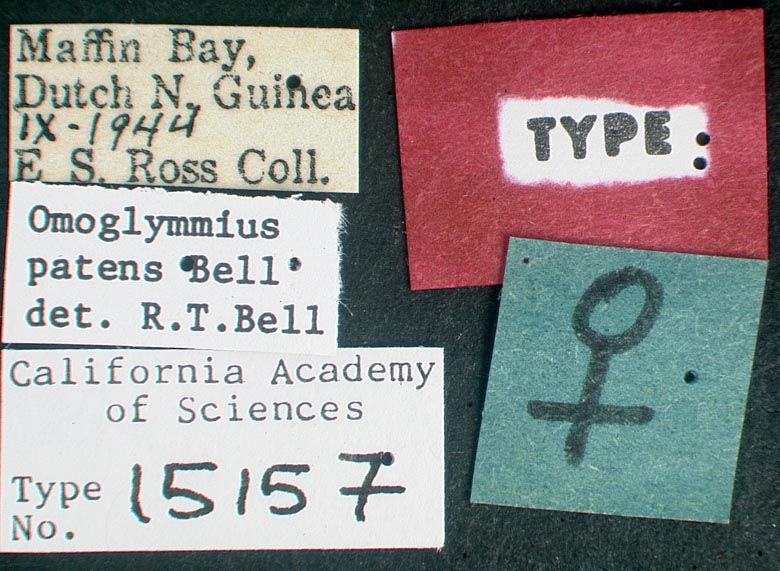 Maffin Bay,
Dutch N. Guinea
IX-1944
E S. Ross Coll.
Omoglymmius
patens Bell
det. R.T.Bell
California Academy
of Sciences
Type
No. 15157
TYPE
♀